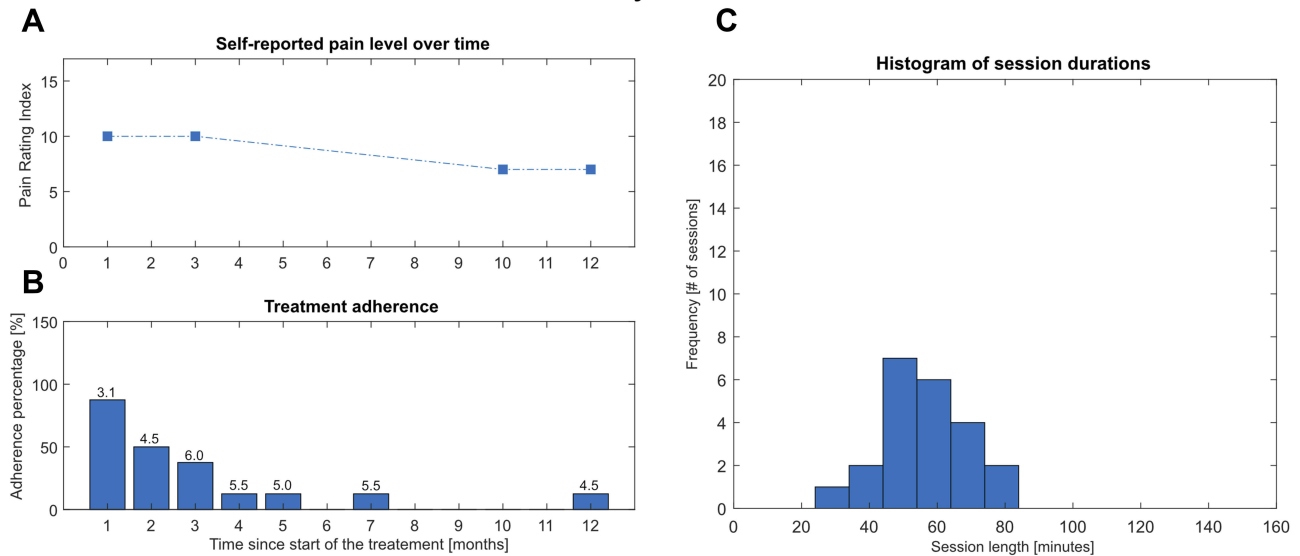 A
Self-reported pain level over time
Pain Rating Index
15
10
5
0
0 1 2 3 4 5 6 7 8 9 10 11 12
B
Treatment adherence
Adherence percentage [%]
150
100
50
0
3.1
4.5
6.0
5.5
5.0
5.5
4.5
1 2 3 4 5 6 7 8 9 10 11 12
Time since start of the treatement [months]
C
Histogram of session durations
Frequency [# of sessions]
20
18
16
14
12
10
8
6
4
2
0
0 20 40 60 80 100 120 140 160
Session length [minutes]